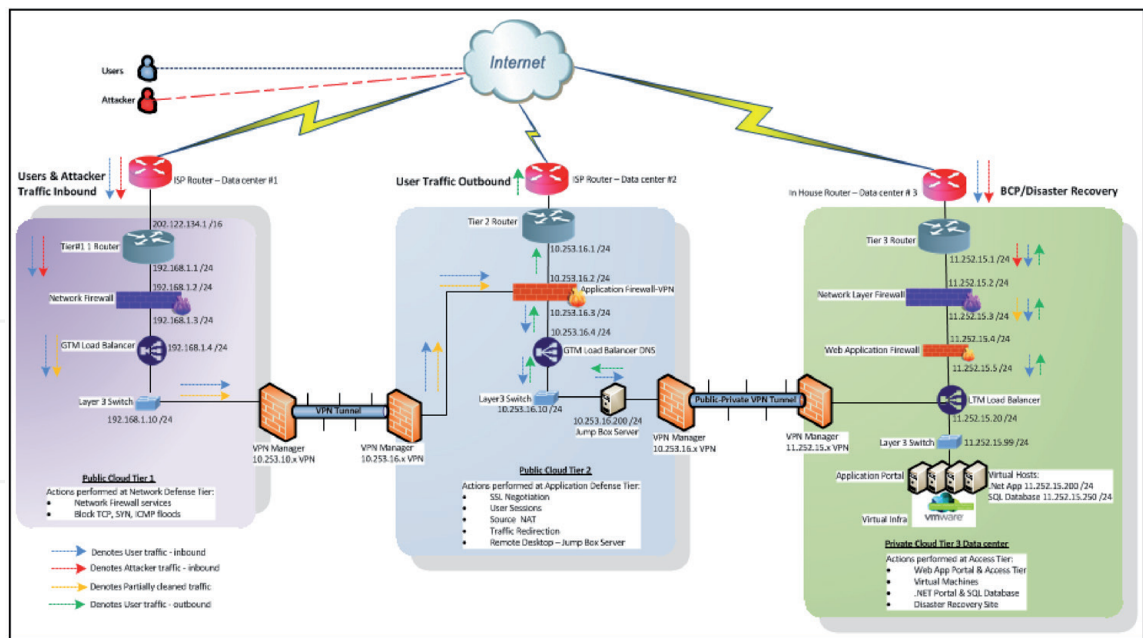 Internet
Users
Attacker
Users & Attacker
Traffic Inbound
ISP Router – Data center #1
202.122.134.1 /16
Tier#1 1 Router
192.168.1.1 /24
192.168.1.2 /24
Network Firewall
192.168.1.3 /24
GTM Load Balancer
192.168.1.4 /24
Layer 3 Switch
192.168.1.10 /24
VPN Manager
10.253.10.x VPN
VPN Tunnel
VPN Manager
10.253.16.x VPN
Public Cloud Tier 1
Actions performed at Network Defense Tier:
• Network Firewall services
• Block TCP, SYN, ICMP floods
Denotes User traffic - inbound
Denotes Attacker traffic - inbound
Denotes Partially cleaned traffic
Denotes User traffic - outbound
User Traffic Outbound
ISP Router – Data center #2
Tier 2 Router
10.253.16.1 /24
10.253.16.2 /24
Application Firewall-VPN
10.253.16.3 /24
10.253.16.4 /24
GTM Load Balancer DNS
Layer3 Switch
10.253.16.10 /24
10.253.16.200 /24
Jump Box Server
VPN Manager
10.253.16.x VPN
Public-Private VPN Tunnel
VPN Manager
11.252.15.x VPN
Public Cloud Tier 2
Actions performed at Application Defense Tier:
• SSL Negotiation
• User Sessions
• Source NAT
• Traffic Redirection
• Remote Desktop – Jump Box Server
In House Router – Data center # 3
BCP/Disaster Recovery
Tier 3 Router
11.252.15.1 /24
11.252.15.2 /24
Network Layer Firewall
11.252.15.3 /24
11.252.15.4 /24
Web Application Firewall
11.252.15.5 /24
LTM Load Balancer
11.252.15.20 /24
Layer 3 Switch
11.252.15.99 /24
Application Portal
Virtual Hosts:
.Net App 11.252.15.200 /24
SQL Database 11.252.15.250 /24
Virtual Infra
vmware
Private Cloud Tier 3 Data center
Actions performed at Access Tier:
• Web App Portal & Access Tier
• Virtual Machines
• .NET Portal & SQL Database
• Disaster Recovery Site